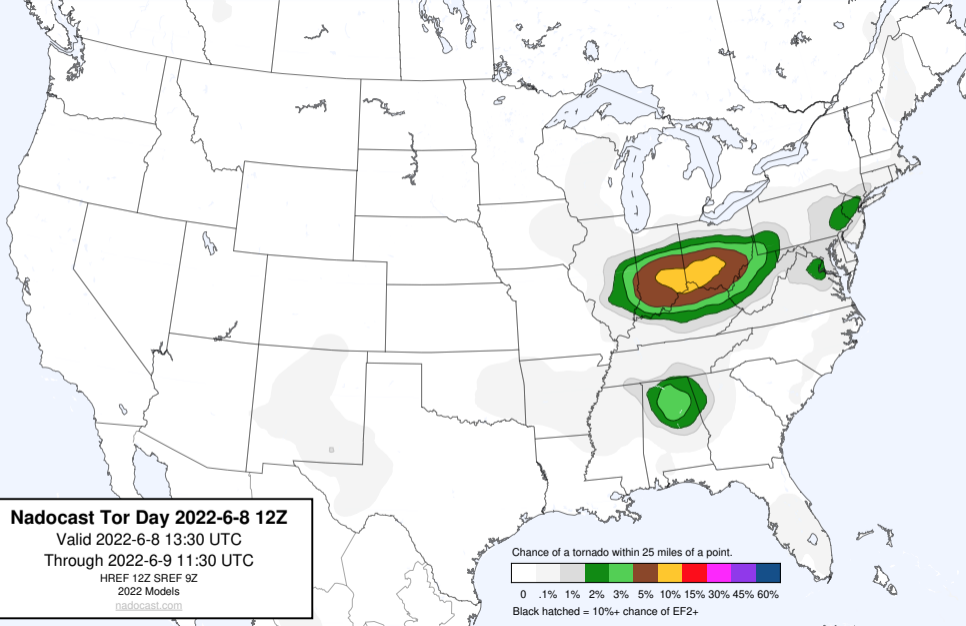 Nadocast Tor Day 2022-6-8 12Z
Valid 2022-6-8 13:30 UTC
Through 2022-6-9 11:30 UTC
HREF 12Z SREF 9Z
2022 Models
nadocast.com
Chance of a tornado within 25 miles of a point.
0 .1% 1% 2% 3% 5% 10% 15% 30% 45% 60%
Black hatched = 10%+ chance of EF2+